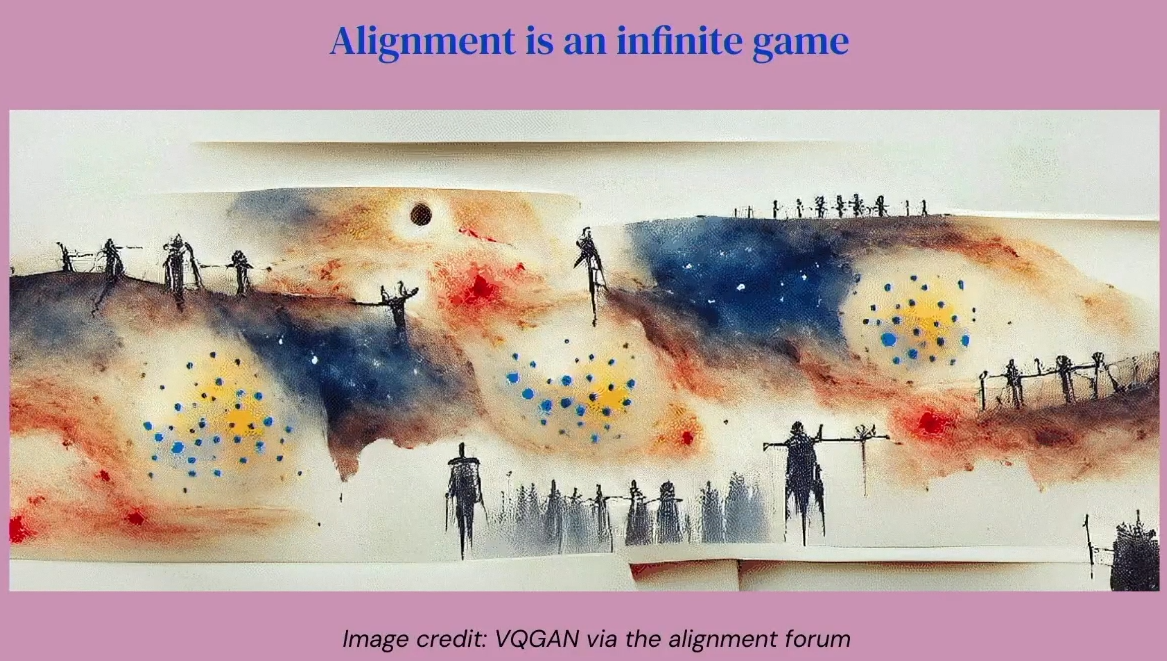 Alignment is an infinite game
Image credit: VQGAN via the alignment forum